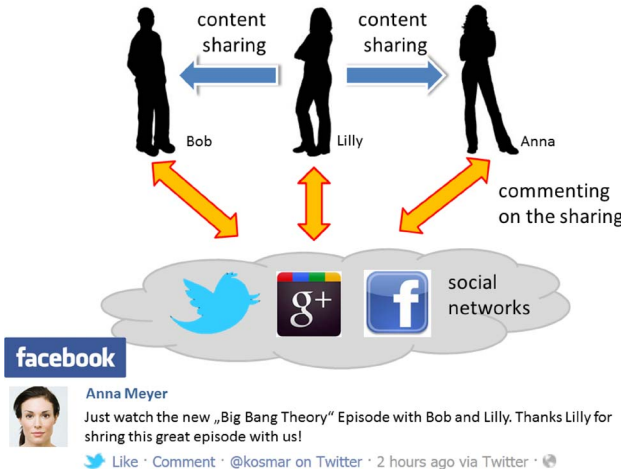 content
sharing
content
sharing
Bob
Lilly
Anna
commenting
on the sharing
g+
f
social
networks
facebook
Anna Meyer
Just watch the new „Big Bang Theory“ Episode with Bob and Lilly. Thanks Lilly for
shring this great episode with us!
Like · Comment · @kosmar on Twitter · 2 hours ago via Twitter ·